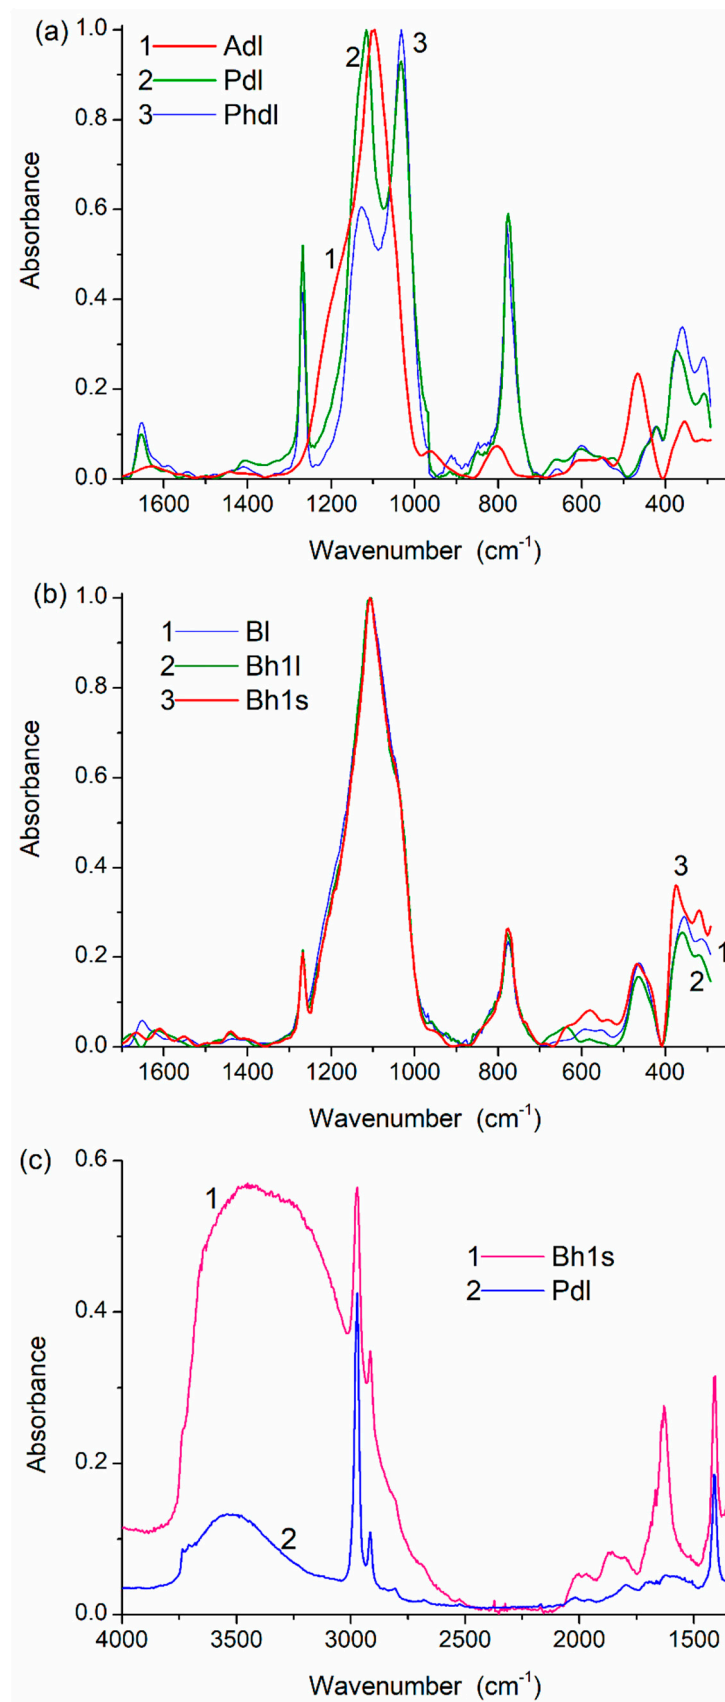 (a)
1 Adl
2 Pdl
3 Phdl
2
3
1
1.0
0.8
0.6
0.4
0.2
0.0
Absorbance
1600 1400 1200 1000 800 600 400
Wavenumber (cm⁻¹)
(b)
1 Bl
2 Bh1l
3 Bh1s
3
1
2
1.0
0.8
0.6
0.4
0.2
0.0
Absorbance
1600 1400 1200 1000 800 600 400
Wavenumber (cm⁻¹)
(c)
1
1 Bh1s
2 Pdl
2
0.6
0.4
0.2
0.0
Absorbance
4000 3500 3000 2500 2000 1500
Wavenumber (cm⁻¹)